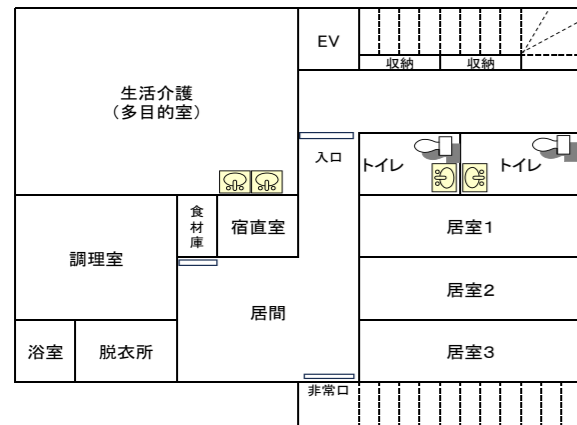 EV
収納 収納
生活介護
(多目的室)
入口
トイレ トイレ
食材庫
宿直室
居室1
調理室
居室2
居間
浴室
脱衣所
居室3
非常口